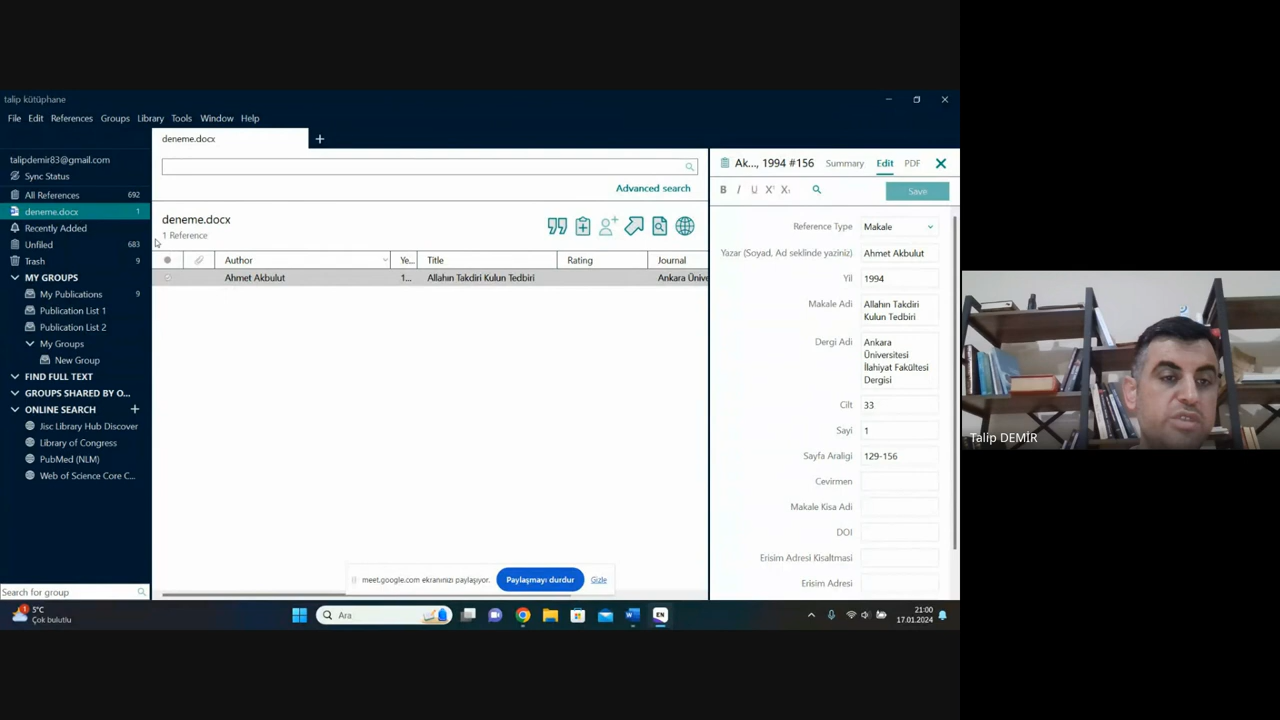 talip kütüphane
File Edit References Groups Library Tools Window Help
deneme.docx +
talipdemir83@gmail.com
Sync Status
All References 692
deneme.docx 1
Recently Added
Unfiled 683
Trash 9
MY GROUPS
My Publications 9
Publication List 1
Publication List 2
My Groups
New Group
FIND FULL TEXT
GROUPS SHARED BY O...
ONLINE SEARCH +
Jisc Library Hub Discover
Library of Congress
PubMed (NLM)
Web of Science Core C...
Search for group
Advanced search
deneme.docx
1 Reference
Author Ye... Title Rating Journal
Ahmet Akbulut 1... Allahın Takdiri Kulun Tedbiri Ankara Ünive
Ak..., 1994 #156 Summary Edit PDF
B I U X¹ X₁ Save
Reference Type Makale
Yazar (Soyad, Ad seklinde yaziniz) Ahmet Akbulut
Yil 1994
Makale Adi Allahın Takdiri
Kulun Tedbiri
Dergi Adi Ankara
Üniversitesi
İlahiyat Fakültesi
Dergisi
Cilt 33
Sayi 1
Sayfa Araligi 129-156
Cevirmen
Makale Kisa Adi
DOI
Erisim Adresi Kisaltmasi
Erisim Adresi
meet.google.com ekranınızı paylaşıyor. Paylaşmayı durdur Gizle
1 5°C
Çok bulutlu
Ara
EN
21:00
17.01.2024
Talip DEMİR